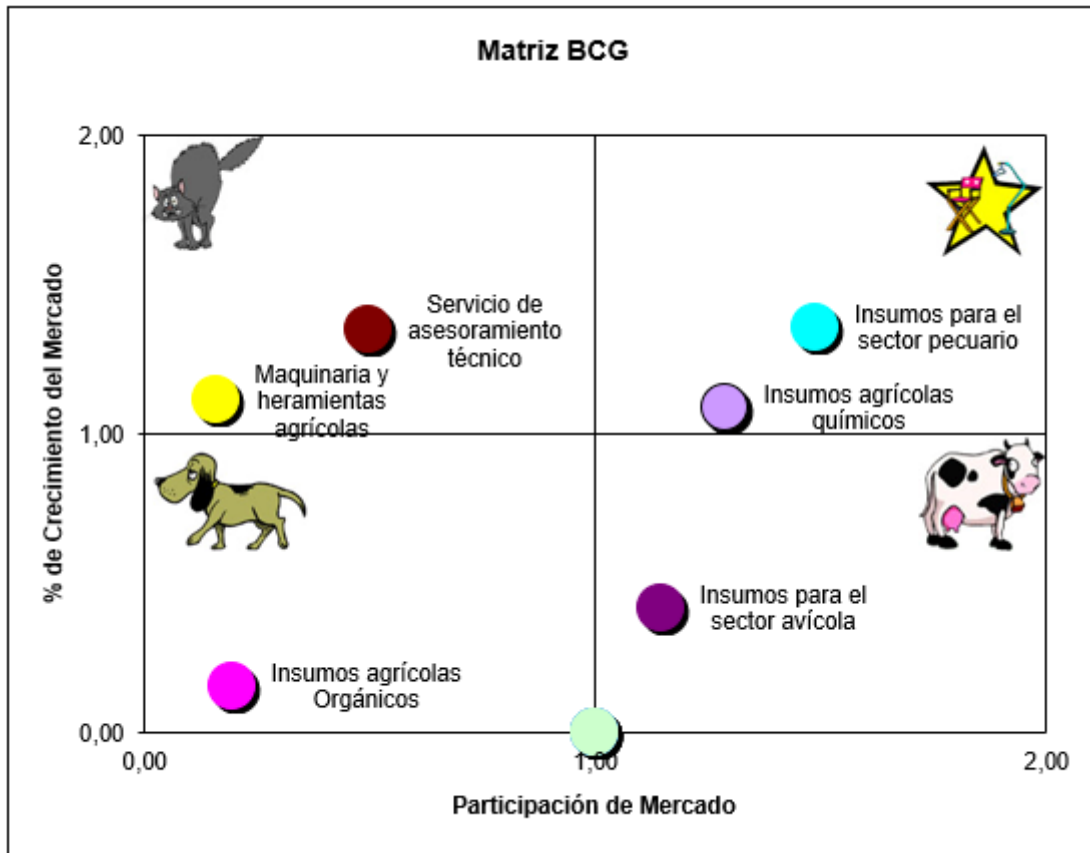 Matriz BCG
% de Crecimiento del Mercado
2,00
Servicio de
asesoramiento
técnico
Insumos para el
sector pecuario
Maquinaria y
heramientas
agrícolas
Insumos agrícolas
químicos
1,00
Insumos para el
sector avícola
Insumos agrícolas
Orgánicos
0,00
0,00
1,00
2,00
Participación de Mercado